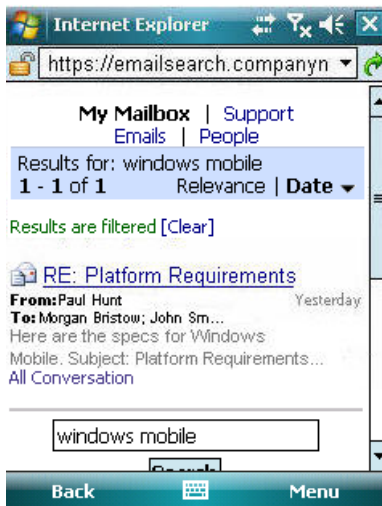 Internet Explorer
https://emailsearch.companyn
My Mailbox | Support
Emails | People
Results for: windows mobile
1 - 1 of 1 Relevance | Date
Results are filtered [Clear]
RE: Platform Requirements
From: Paul Hunt Yesterday
To: Morgan Bristow; John Sm...
Here are the specs for Windows
Mobile. Subject: Platform Requirements...
All Conversation
windows mobile
Search
Back Menu